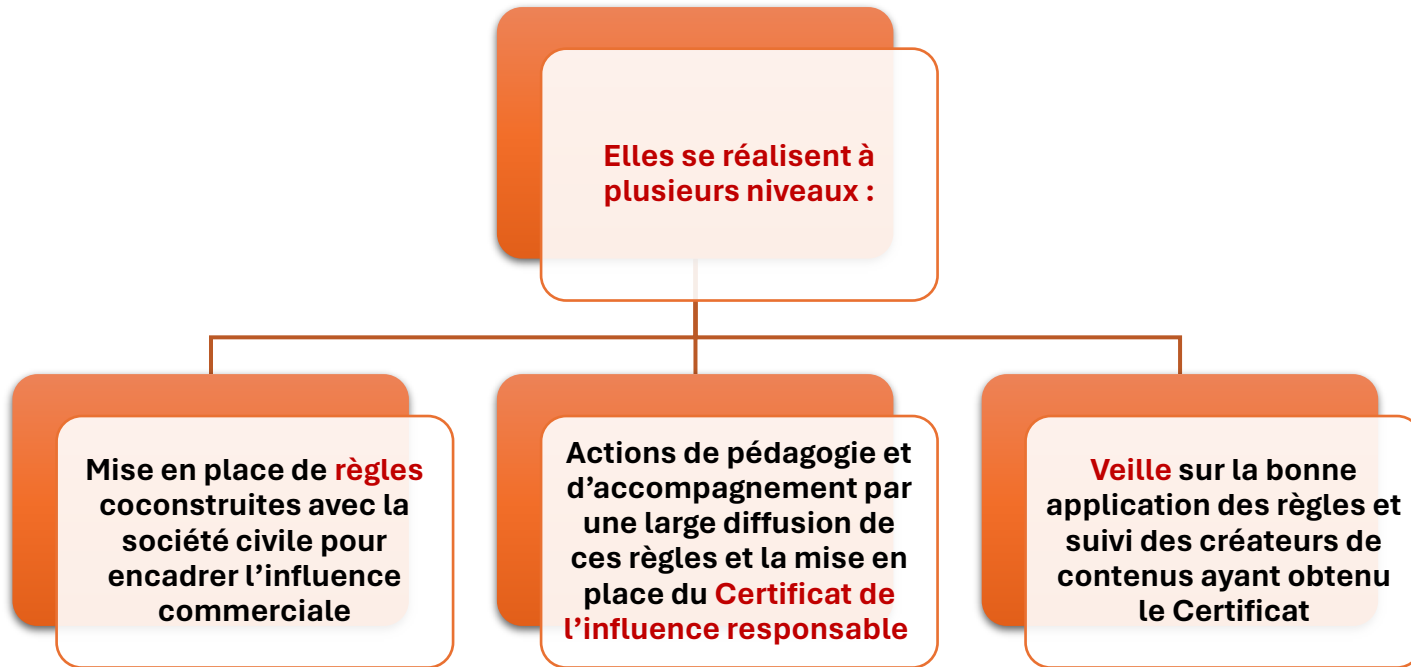 Elles se réalisent à
plusieurs niveaux :
Mise en place de règles
coconstruites avec la
société civile pour
encadrer l’influence
commerciale
Actions de pédagogie et
d’accompagnement par
une large diffusion de
ces règles et la mise en
place du Certificat de
l’influence responsable
Veille sur la bonne
application des règles et
suivi des créateurs de
contenus ayant obtenu
le Certificat